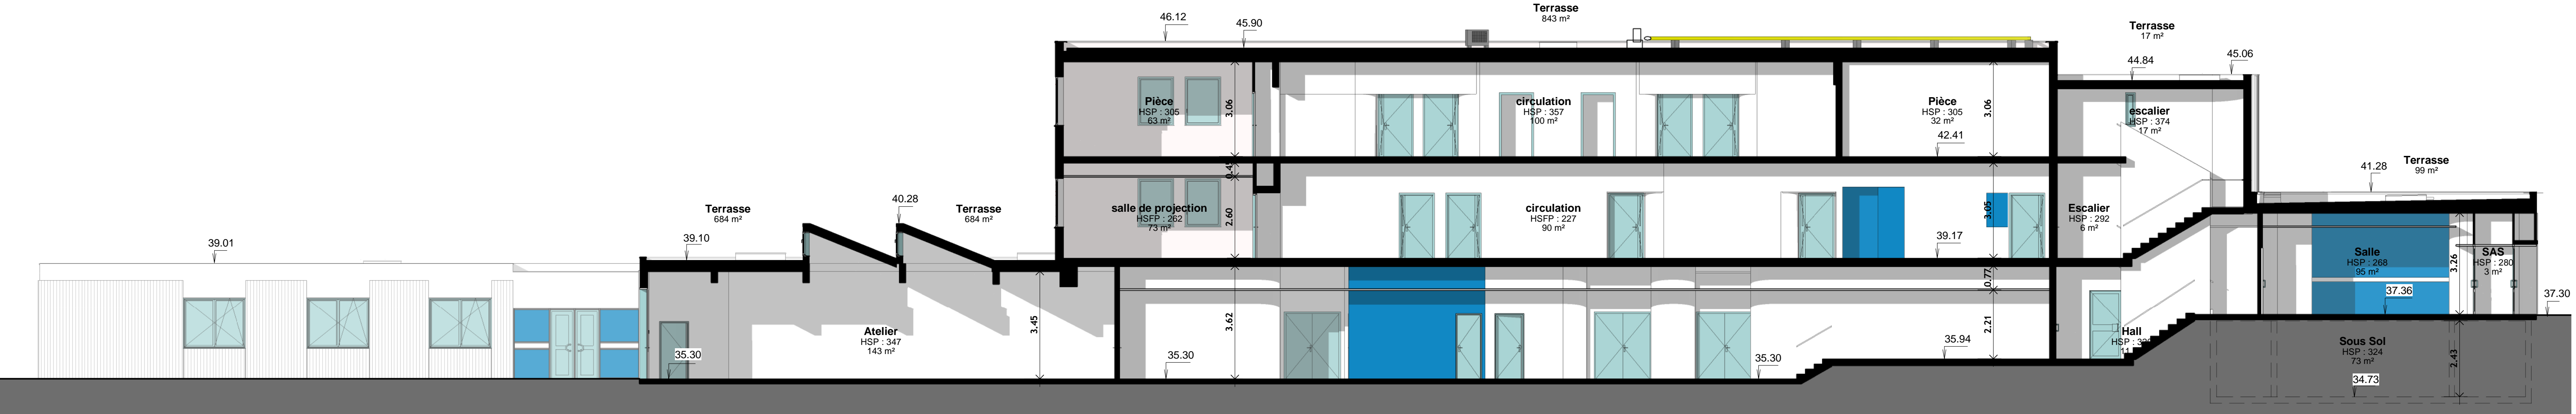 Terrasse
843 m²
46.12
45.90
Terrasse
17 m²
45.06
44.84
Pièce
HSP : 305
63 m²
3.06
circulation
HSP : 357
100 m²
Pièce
HSP : 305
32 m²
3.06
42.41
escalier
HSP : 374
17 m²
41.28
Terrasse
99 m²
Terrasse
684 m²
40.28
Terrasse
684 m²
salle de projection
HSFP : 262
73 m²
2.60
circulation
HSFP : 227
90 m²
3.05
Escalier
HSP : 292
6 m²
39.01
39.10
39.17
Salle
HSP : 268
95 m²
3.26
SAS
HSP : 280
3 m²
0.77
37.36
37.30
Atelier
HSP : 347
143 m²
3.45
3.62
2.21
Hall
35.30
35.30
35.30
35.94
Sous Sol
HSP : 324
73 m²
2.43
34.73